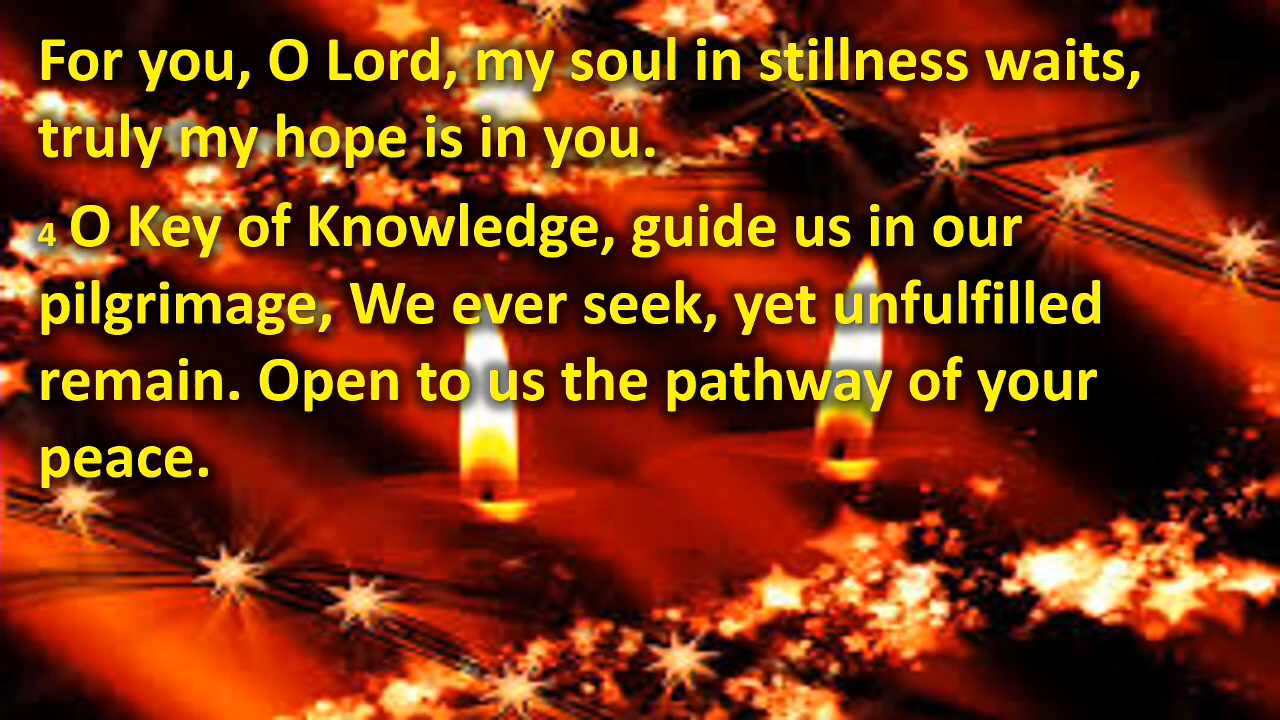 For you, O Lord, my soul in stillness waits,
truly my hope is in you.
4 O Key of Knowledge, guide us in our
pilgrimage, We ever seek, yet unfulfilled
remain. Open to us the pathway of your
peace.